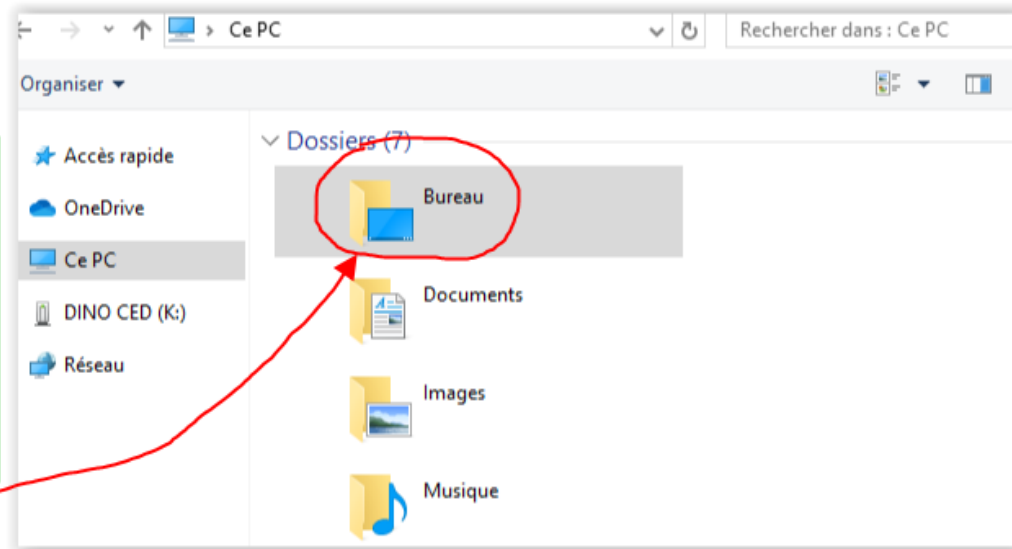 Ce PC
Rechercher dans : Ce PC
Organiser
Accès rapide
OneDrive
Ce PC
DINO CED (K:)
Réseau
Dossiers (7)
Bureau
Documents
Images
Musique